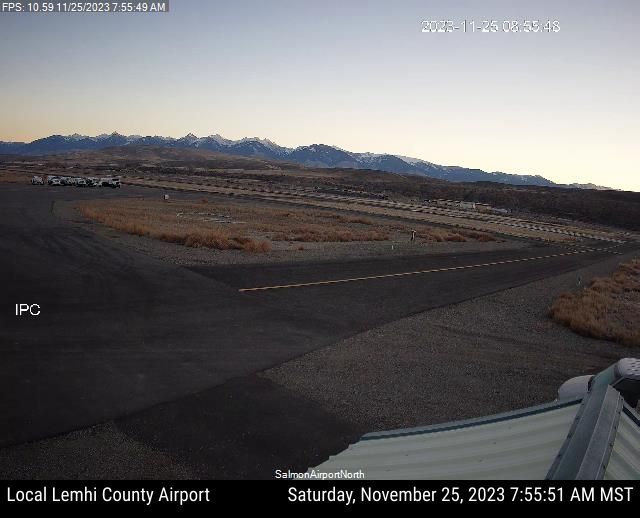 FPS: 10.59 11/25/2023 7:55:49 AM
2023-11-25 08:55:48
IPC
SalmonAirportNorth
Local Lemhi County Airport Saturday, November 25, 2023 7:55:51 AM MST